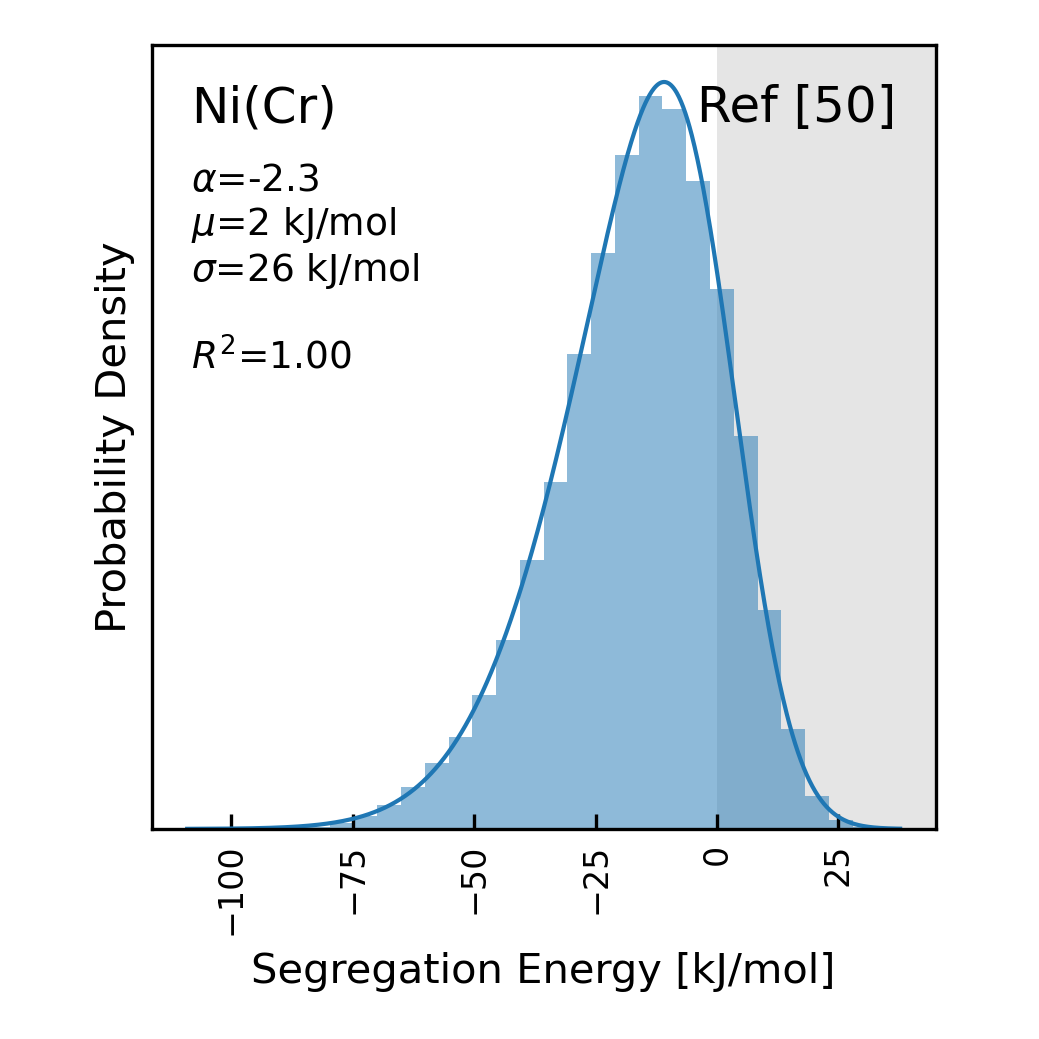 Ni(Cr)
Ref [50]
α=-2.3
μ=2 kJ/mol
σ=26 kJ/mol
R²=1.00
Probability Density
−100
−75
−50
−25
0
25
Segregation Energy [kJ/mol]